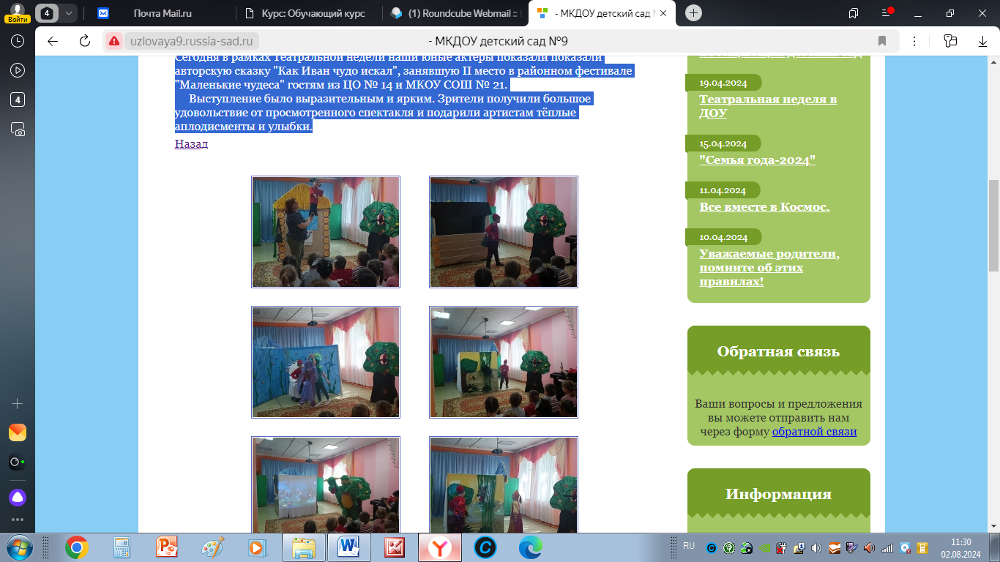 Войти
4
Почта Mail.ru
Курс: Обучающий курс
(1) Roundcube Webmail ::
- МКДОУ детский сад
uzlovaya9.russia-sad.ru
- МКДОУ детский сад №9
4
Сегодня в рамках Театральной недели наши юные актеры показали показали
авторскую сказку "Как Иван чудо искал", занявшую II место в районном фестивале
"Маленькие чудеса" гостям из ЦО № 14 и МКОУ СОШ № 21.
Выступление было выразительным и ярким. Зрители получили большое
удовольствие от просмотренного спектакля и подарили артистам тёплые
аплодисменты и улыбки.
Назад
19.04.2024
Театральная неделя в
ДОУ
15.04.2024
"Семья года-2024"
11.04.2024
Все вместе в Космос.
10.04.2024
Уважаемые родители,
помните об этих
правилах!
Обратная связь
Ваши вопросы и предложения
вы можете отправить нам
через форму обратной связи
Информация
RU
11:30
02.08.2024